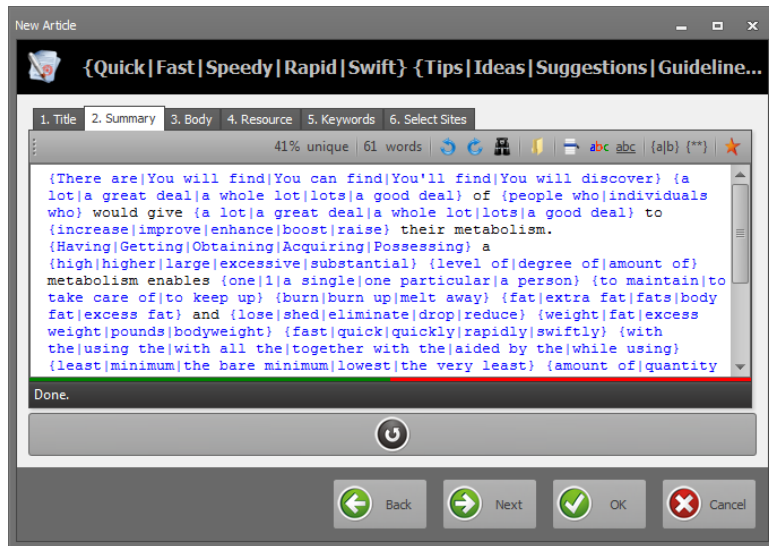 New Article
{Quick|Fast|Speedy|Rapid|Swift} {Tips|Ideas|Suggestions|Guideline...
1. Title 2. Summary 3. Body 4. Resource 5. Keywords 6. Select Sites
41% unique 61 words abc abc {a|b} {**}
{There are|You will find|You can find|You'll find|You will discover} {a
lot|a great deal|a whole lot|lots|a good deal} of {people who|individuals
who} would give {a lot|a great deal|a whole lot|lots|a good deal} to
{increase|improve|enhance|boost|raise} their metabolism.
{Having|Getting|Obtaining|Acquiring|Possessing} a
{high|higher|large|excessive|substantial} {level of|degree of|amount of}
metabolism enables {one|1|a single|one particular|a person} {to maintain|to
take care of|to keep up} {burn|burn up|melt away} {fat|extra fat|fats|body
fat|excess fat} and {lose|shed|eliminate|drop|reduce} {weight|fat|excess
weight|pounds|bodyweight} {fast|quick|quickly|rapidly|swiftly} {with
the|using the|with all the|together with the|aided by the|while using}
{least|minimum|the bare minimum|lowest|the very least} {amount of|quantity
Done.
Back Next OK Cancel